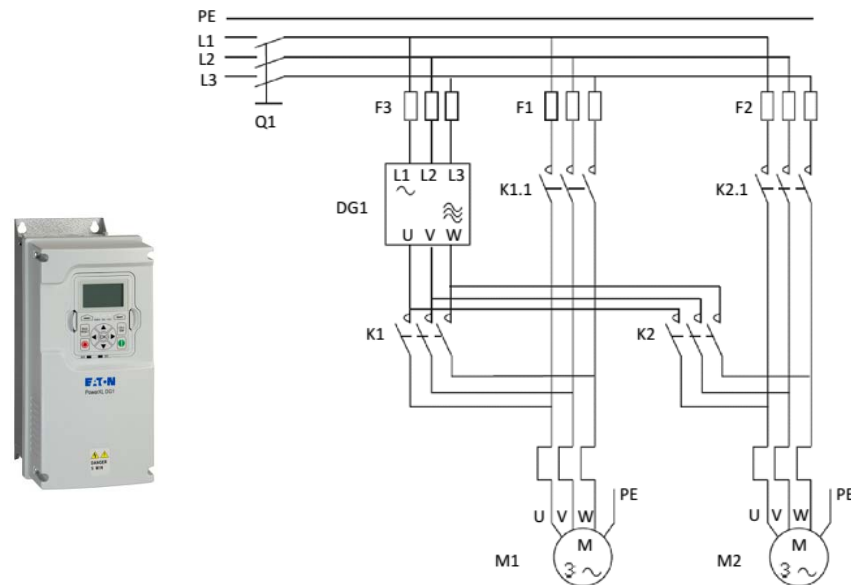 PE
L1
L2
L3
Q1
F3
F1
F2
L1 L2 L3
K1.1
K2.1
DG1
U V W
K1
K2
EATON
PowerXL DG1
DANGER
PE
PE
U V W
U V W
M
M
M1
3
M2
3